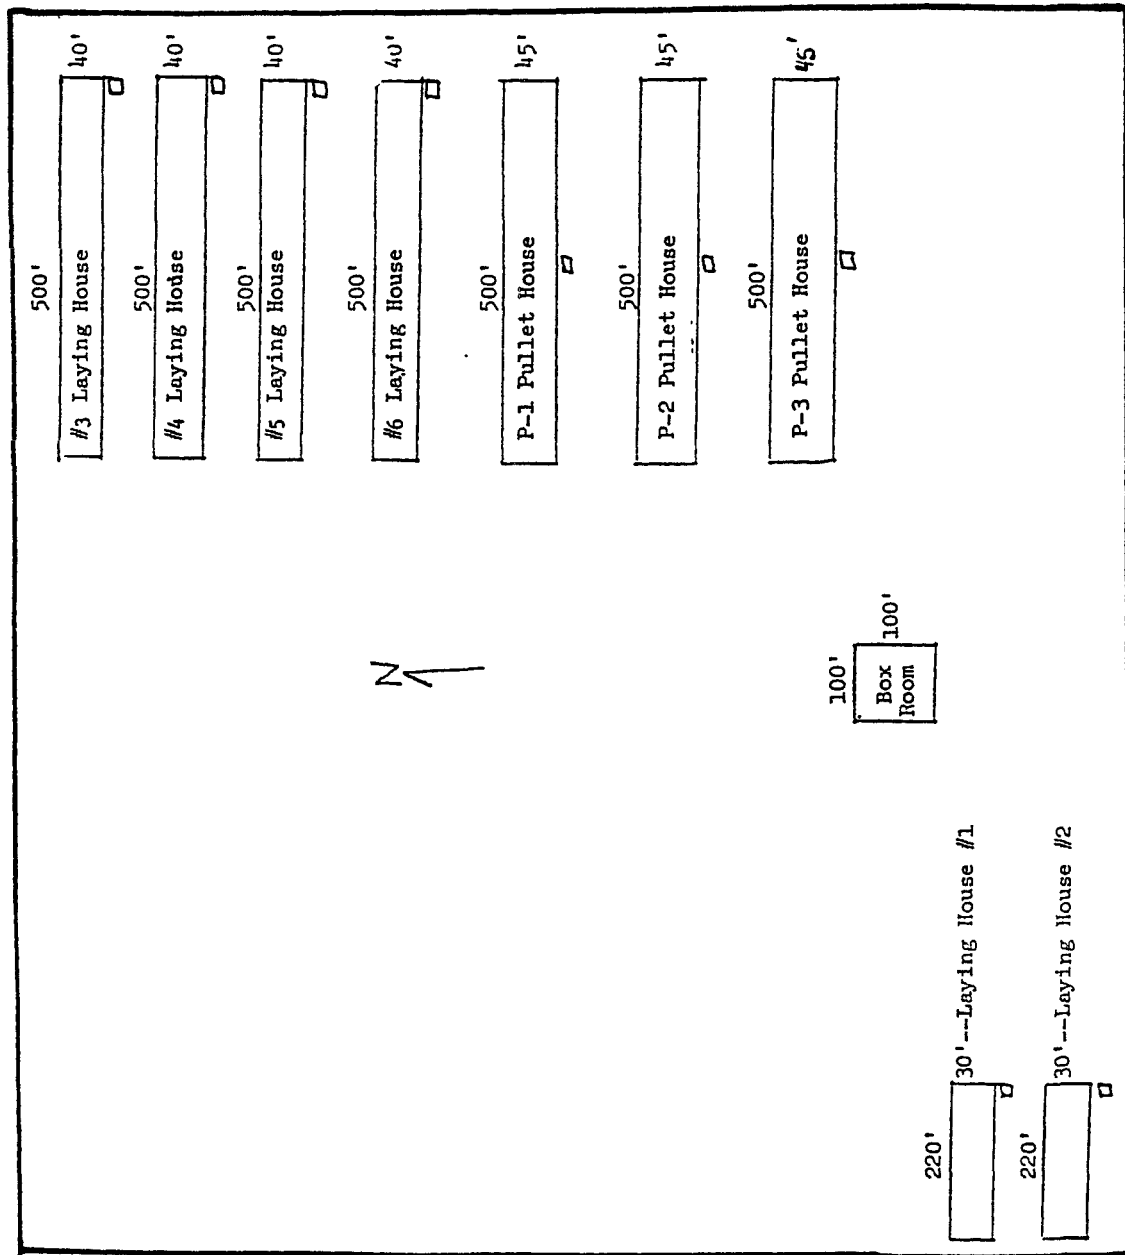 500'
#3 Laying House 40'
500'
#4 Laying House 40'
500'
#5 Laying House 40'
500'
#6 Laying House 40'
N
500'
P-1 Pullet House 45'
500'
P-2 Pullet House 45'
500'
P-3 Pullet House 45'
100'
Box
Room
100'
220'
30'--Laying House #1
220'
30'--Laying House #2